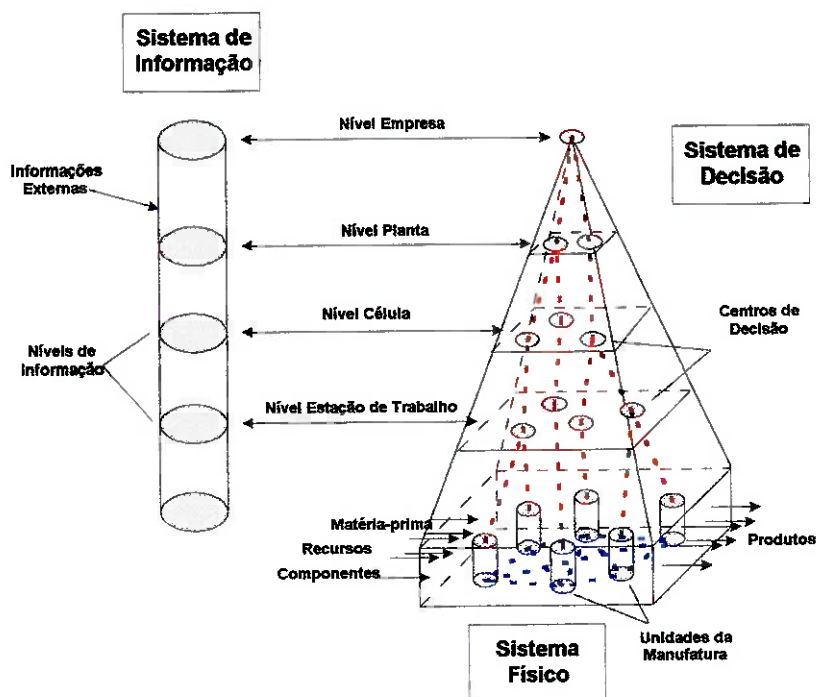 Sistema de
Informação
Nível Empresa
Sistema de
Decisão
Informações
Externas
Nível Planta
Nível Célula
Centros de
Decisão
Níveis de
Informação
Nível Estação de Trabalho
Matéria-prima
Recursos
Produtos
Componentes
Sistema
Físico
Unidades da
Manufatura